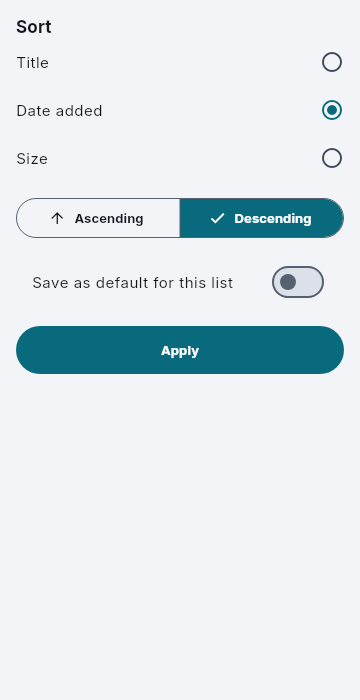 Sort
Title
Date added
Size
Ascending
Descending
Save as default for this list
Apply